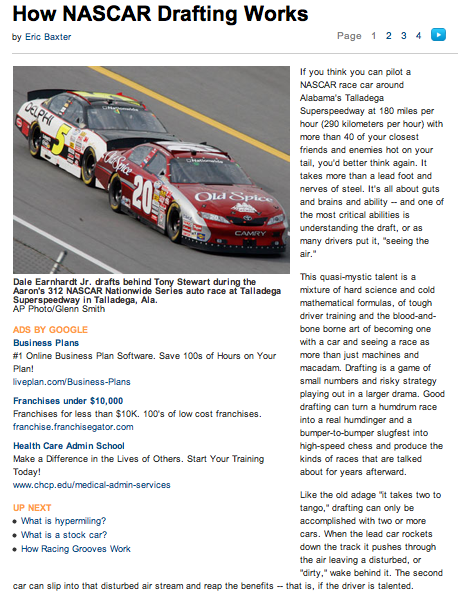 How NASCAR Drafting Works
by Eric Baxter
Page 1 2 3 4
DELPHI
5
Nationwide
Old Spice
20
Nationwide
Old Spice
CAMRY
Dale Earnhardt Jr. drafts behind Tony Stewart during the
Aaron's 312 NASCAR Nationwide Series auto race at Talladega
Superspeedway in Talladega, Ala.
AP Photo/Glenn Smith
ADS BY GOOGLE
Business Plans
#1 Online Business Plan Software. Save 100s of Hours on Your
Plan!
liveplan.com/Business-Plans
Franchises under $10,000
Franchises for less than $10K. 100's of low cost franchises.
franchise.franchisegator.com
Health Care Admin School
Make a Difference in the Lives of Others. Start Your Training
Today!
www.chcp.edu/medical-admin-services
UP NEXT
What is hypermiling?
What is a stock car?
How Racing Grooves Work
If you think you can pilot a
NASCAR race car around
Alabama's Talladega
Superspeedway at 180 miles per
hour (290 kilometers per hour) with
more than 40 of your closest
friends and enemies hot on your
tail, you'd better think again. It
takes more than a lead foot and
nerves of steel. It's all about guts
and brains and ability -- and one of
the most critical abilities is
understanding the draft, or as
many drivers put it, "seeing the
air."
This quasi-mystic talent is a
mixture of hard science and cold
mathematical formulas, of tough
driver training and the blood-and-
bone borne art of becoming one
with a car and seeing a race as
more than just machines and
macadam. Drafting is a game of
small numbers and risky strategy
playing out in a larger drama. Good
drafting can turn a humdrum race
into a real humdinger and a
bumper-to-bumper slugfest into
high-speed chess and produce the
kinds of races that are talked
about for years afterward.
Like the old adage "it takes two to
tango," drafting can only be
accomplished with two or more
cars. When the lead car rockets
down the track it pushes through
the air leaving a disturbed, or
"dirty," wake behind it. The second
car can slip into that disturbed air stream and reap the benefits -- that is, if the driver is talented.